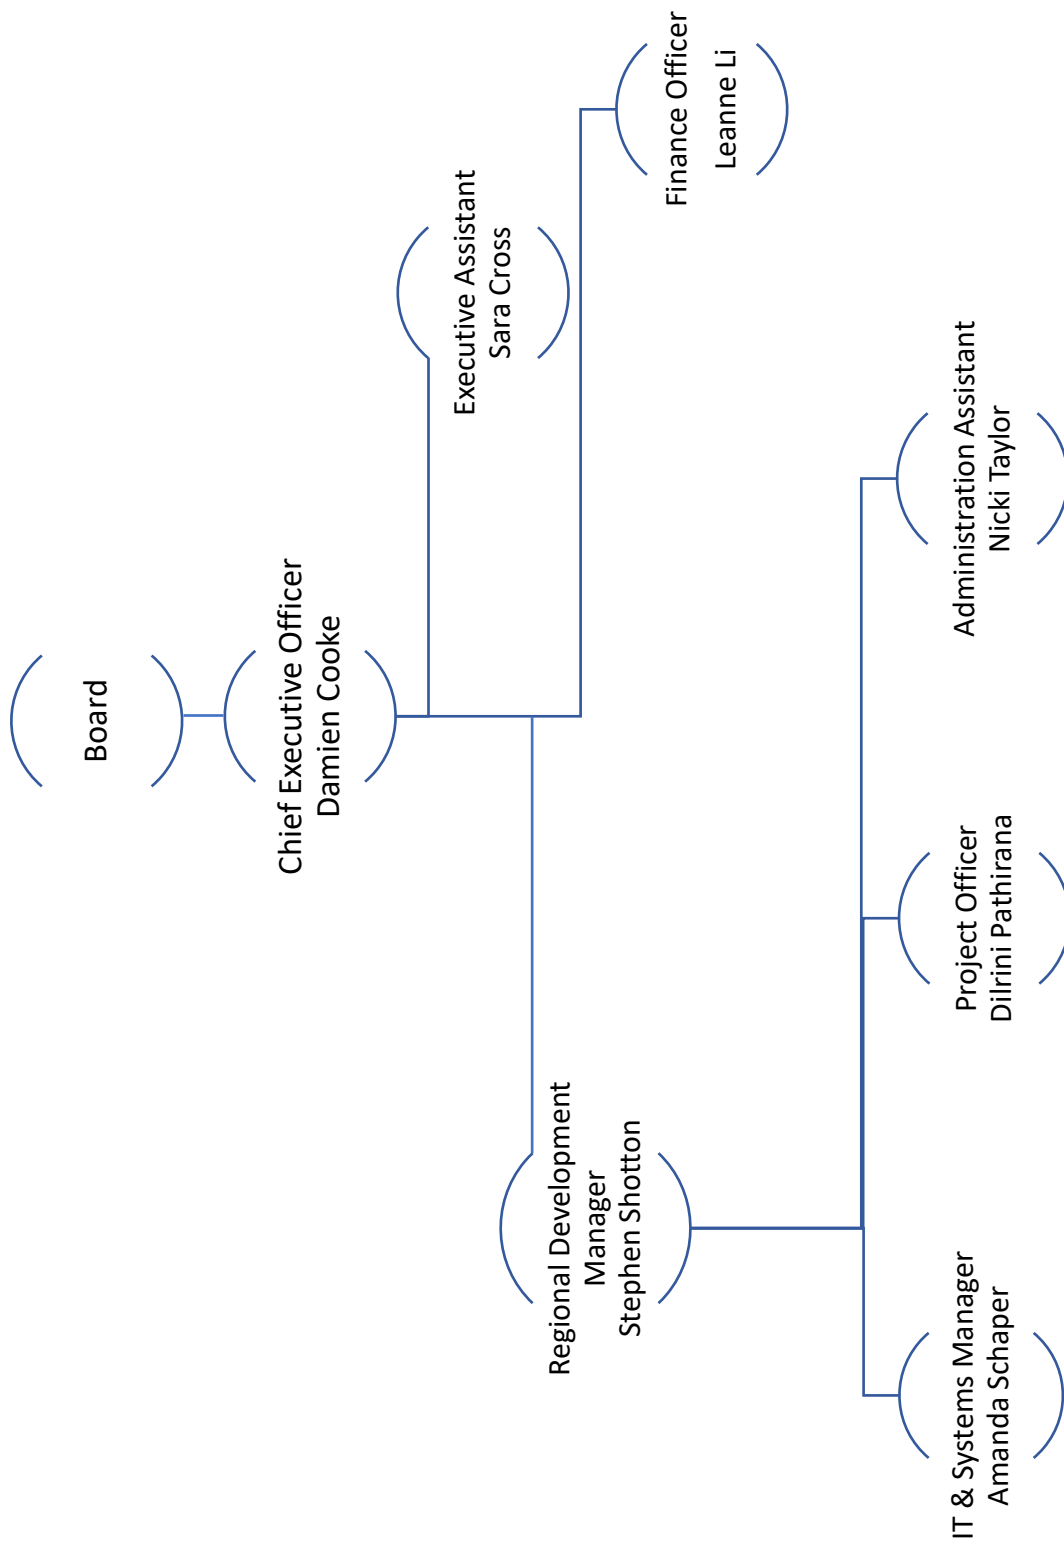 Board
Chief Executive Officer
Damien Cooke
Executive Assistant
Sara Cross
Regional Development
Manager
Stephen Shotton
Finance Officer
Leanne Li
IT & Systems Manager
Amanda Schaper
Project Officer
Dilrini Pathirana
Administration Assistant
Nicki Taylor